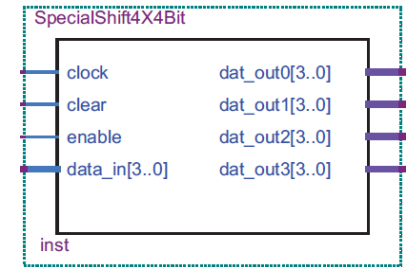 SpecialShift4X4Bit
clock dat_out0[3..0]
clear dat_out1[3..0]
enable dat_out2[3..0]
data_in[3..0] dat_out3[3..0]
inst